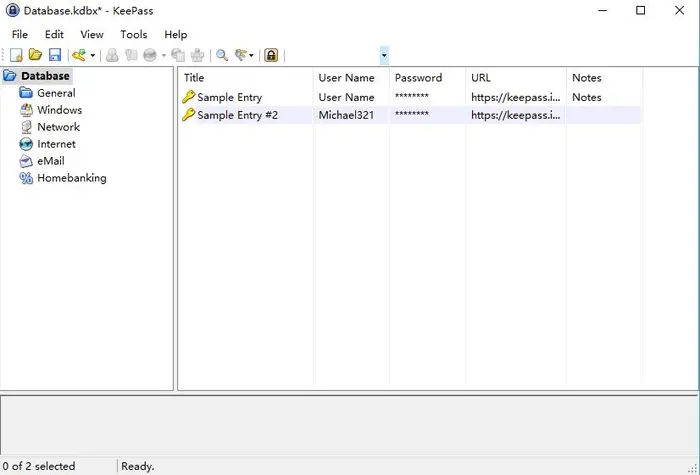 Database.kdbx* - KeePass
File Edit View Tools Help
Database
General
Windows
Network
Internet
eMail
Homebanking
Title User Name Password URL Notes
Sample Entry User Name ******** https://keepass.i... Notes
Sample Entry #2 Michael321 ******** https://keepass.i...
0 of 2 selected Ready.